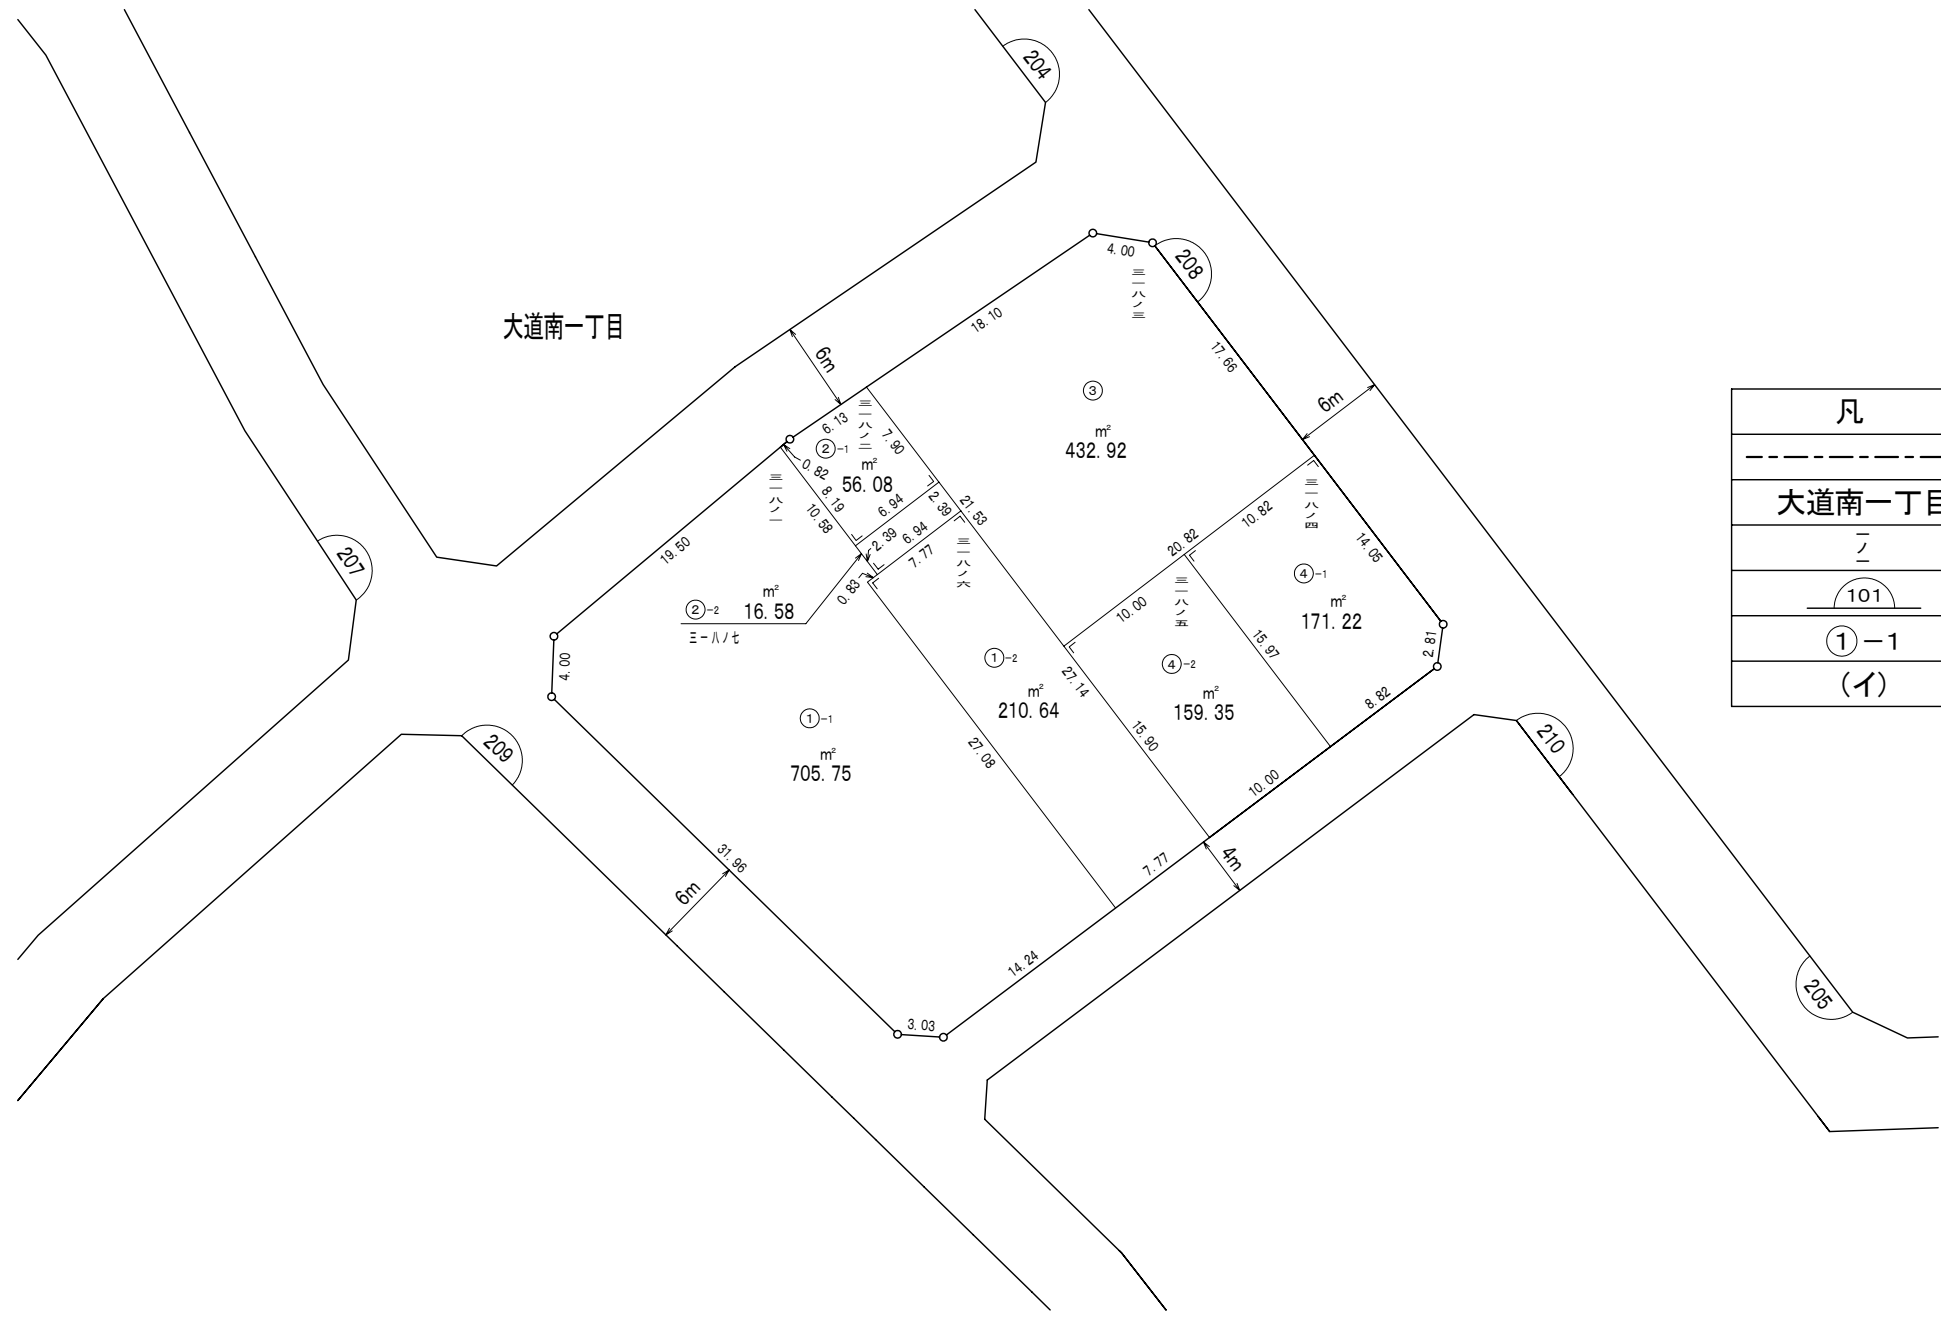 204
4.00
208
三一八ノ三
大道南一丁目
18.10
6m
17.66
③
m²
432.92
6m
凡
大道南一丁目
一ノ一
101
①-1
(イ)
6.13
三一八ノ二
7.90
②-1
m²
56.08
0.82
8.19
三一八ノ一
10.58
6.94
2.39
21.53
2.39
6.94
7.77
三一八ノ六
10.82
三一八ノ四
20.82
14.05
207
19.50
0.83
②-2
m²
16.58
三一八ノ七
10.00
三一八ノ五
④-1
m²
171.22
15.97
2.81
4.00
①-2
m²
210.64
27.14
④-2
m²
159.35
8.82
①-1
m²
705.75
209
27.08
15.90
210
10.00
31.96
6m
7.77
4m
14.24
3.03
205